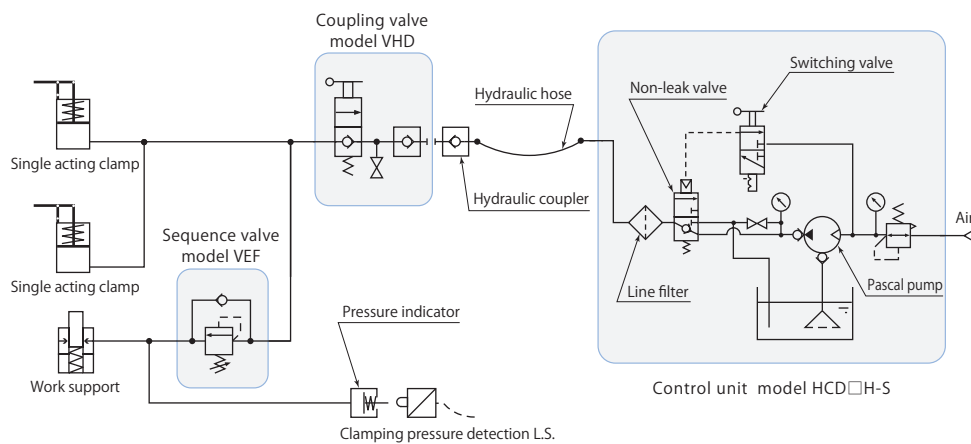 Coupling valve
model VHD
Switching valve
Non-leak valve
Hydraulic hose
Single acting clamp
Hydraulic coupler
Air
Sequence valve
model VEF
Single acting clamp
Line filter
Pascal pump
Pressure indicator
Work support
Control unit model HCD□H-S
Clamping pressure detection L.S.